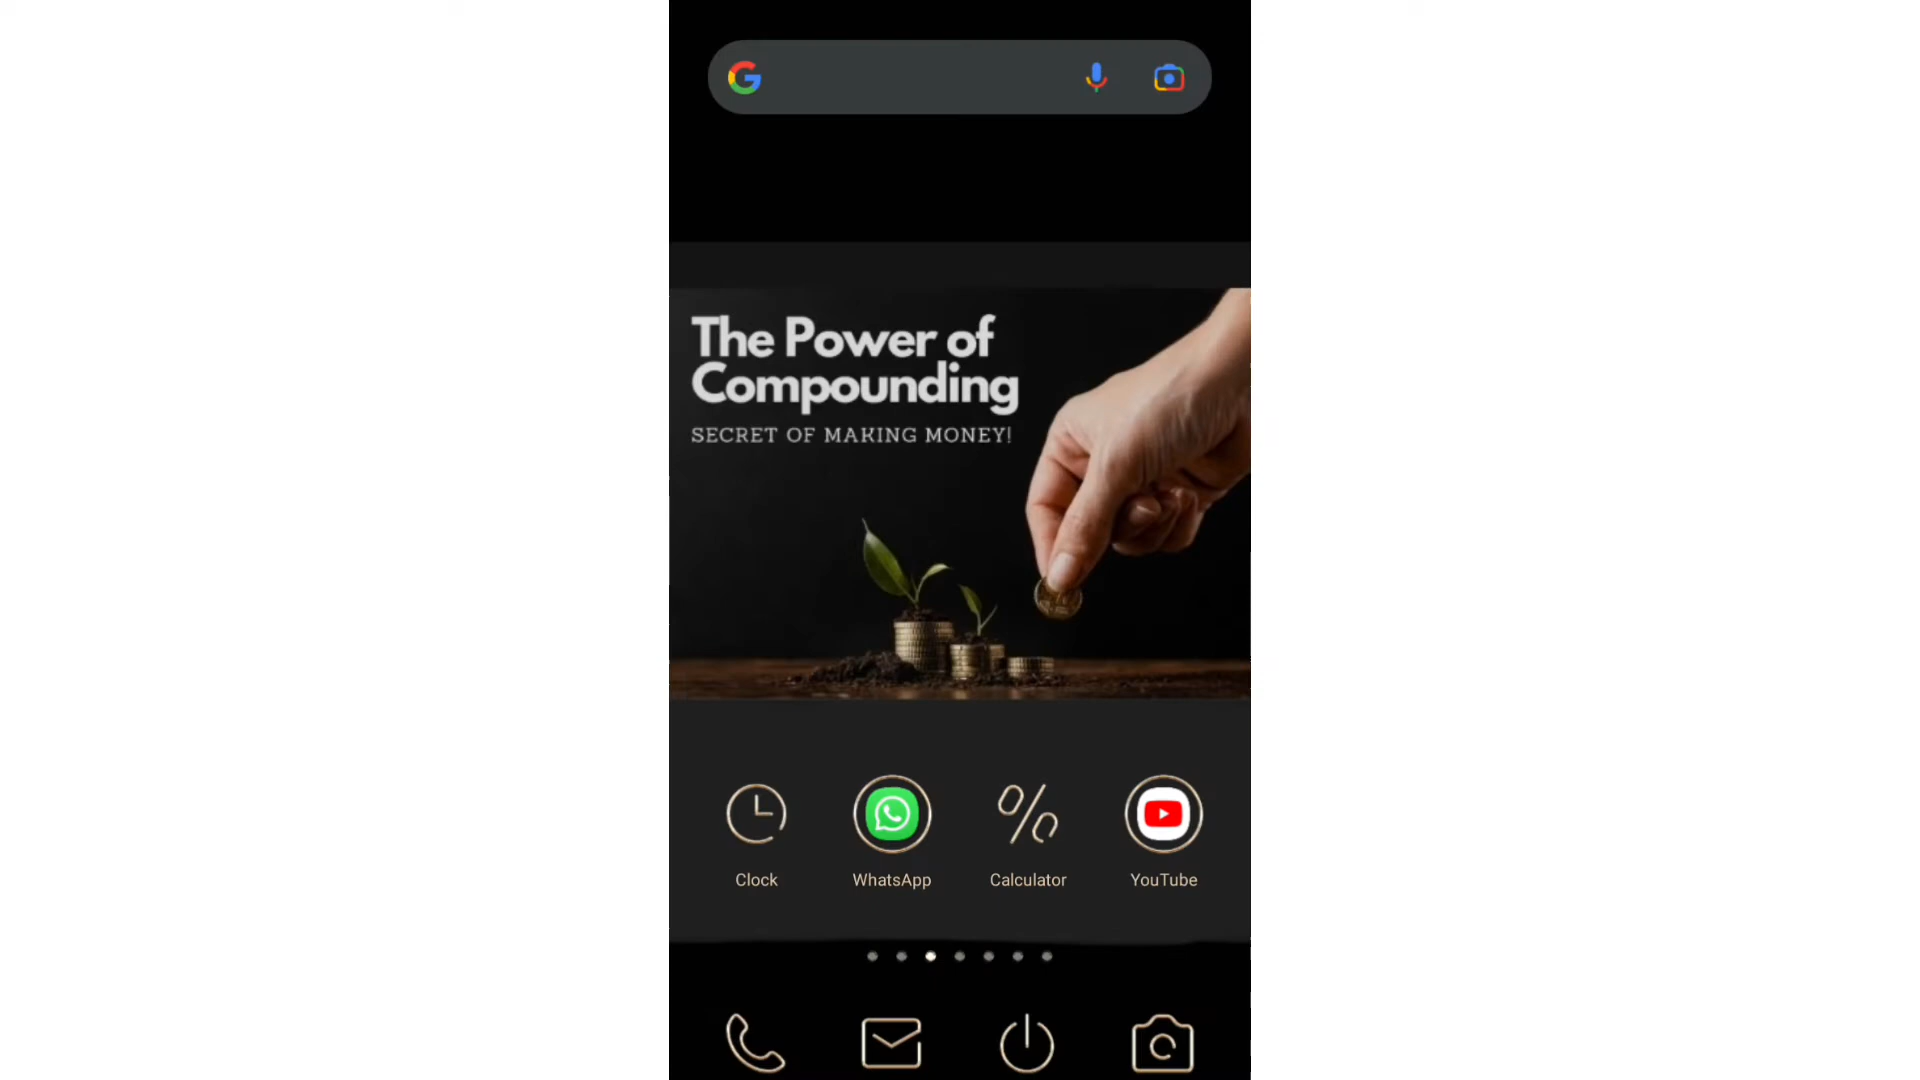 The Power of
Compounding
SECRET OF MAKING MONEY!
Clock WhatsApp Calculator YouTube